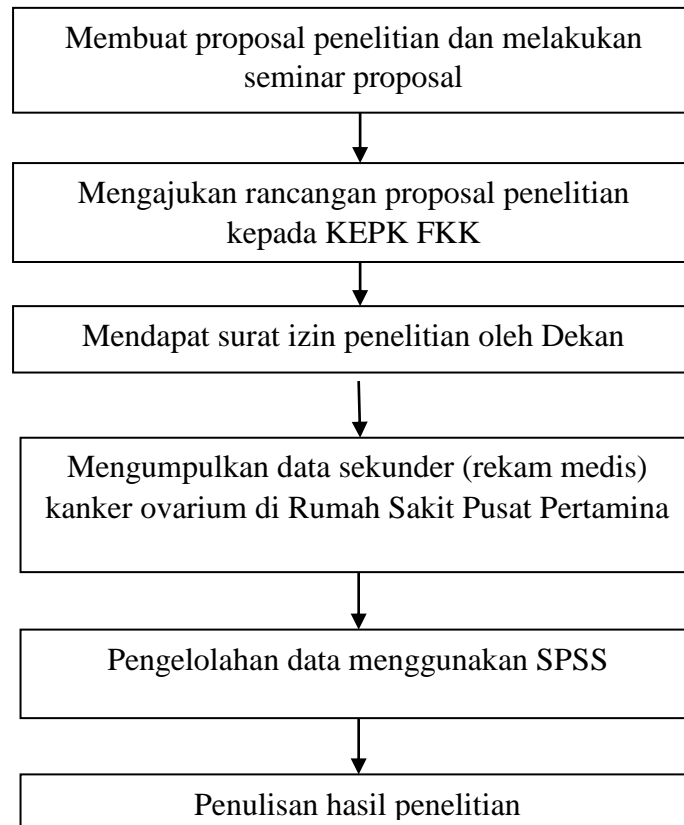 Membuat proposal penelitian dan melakukan
seminar proposal
Mengajukan rancangan proposal penelitian
kepada KEPK FKK
Mendapat surat izin penelitian oleh Dekan
Mengumpulkan data sekunder (rekam medis)
kanker ovarium di Rumah Sakit Pusat Pertamina
Pengelolahan data menggunakan SPSS
Penulisan hasil penelitian